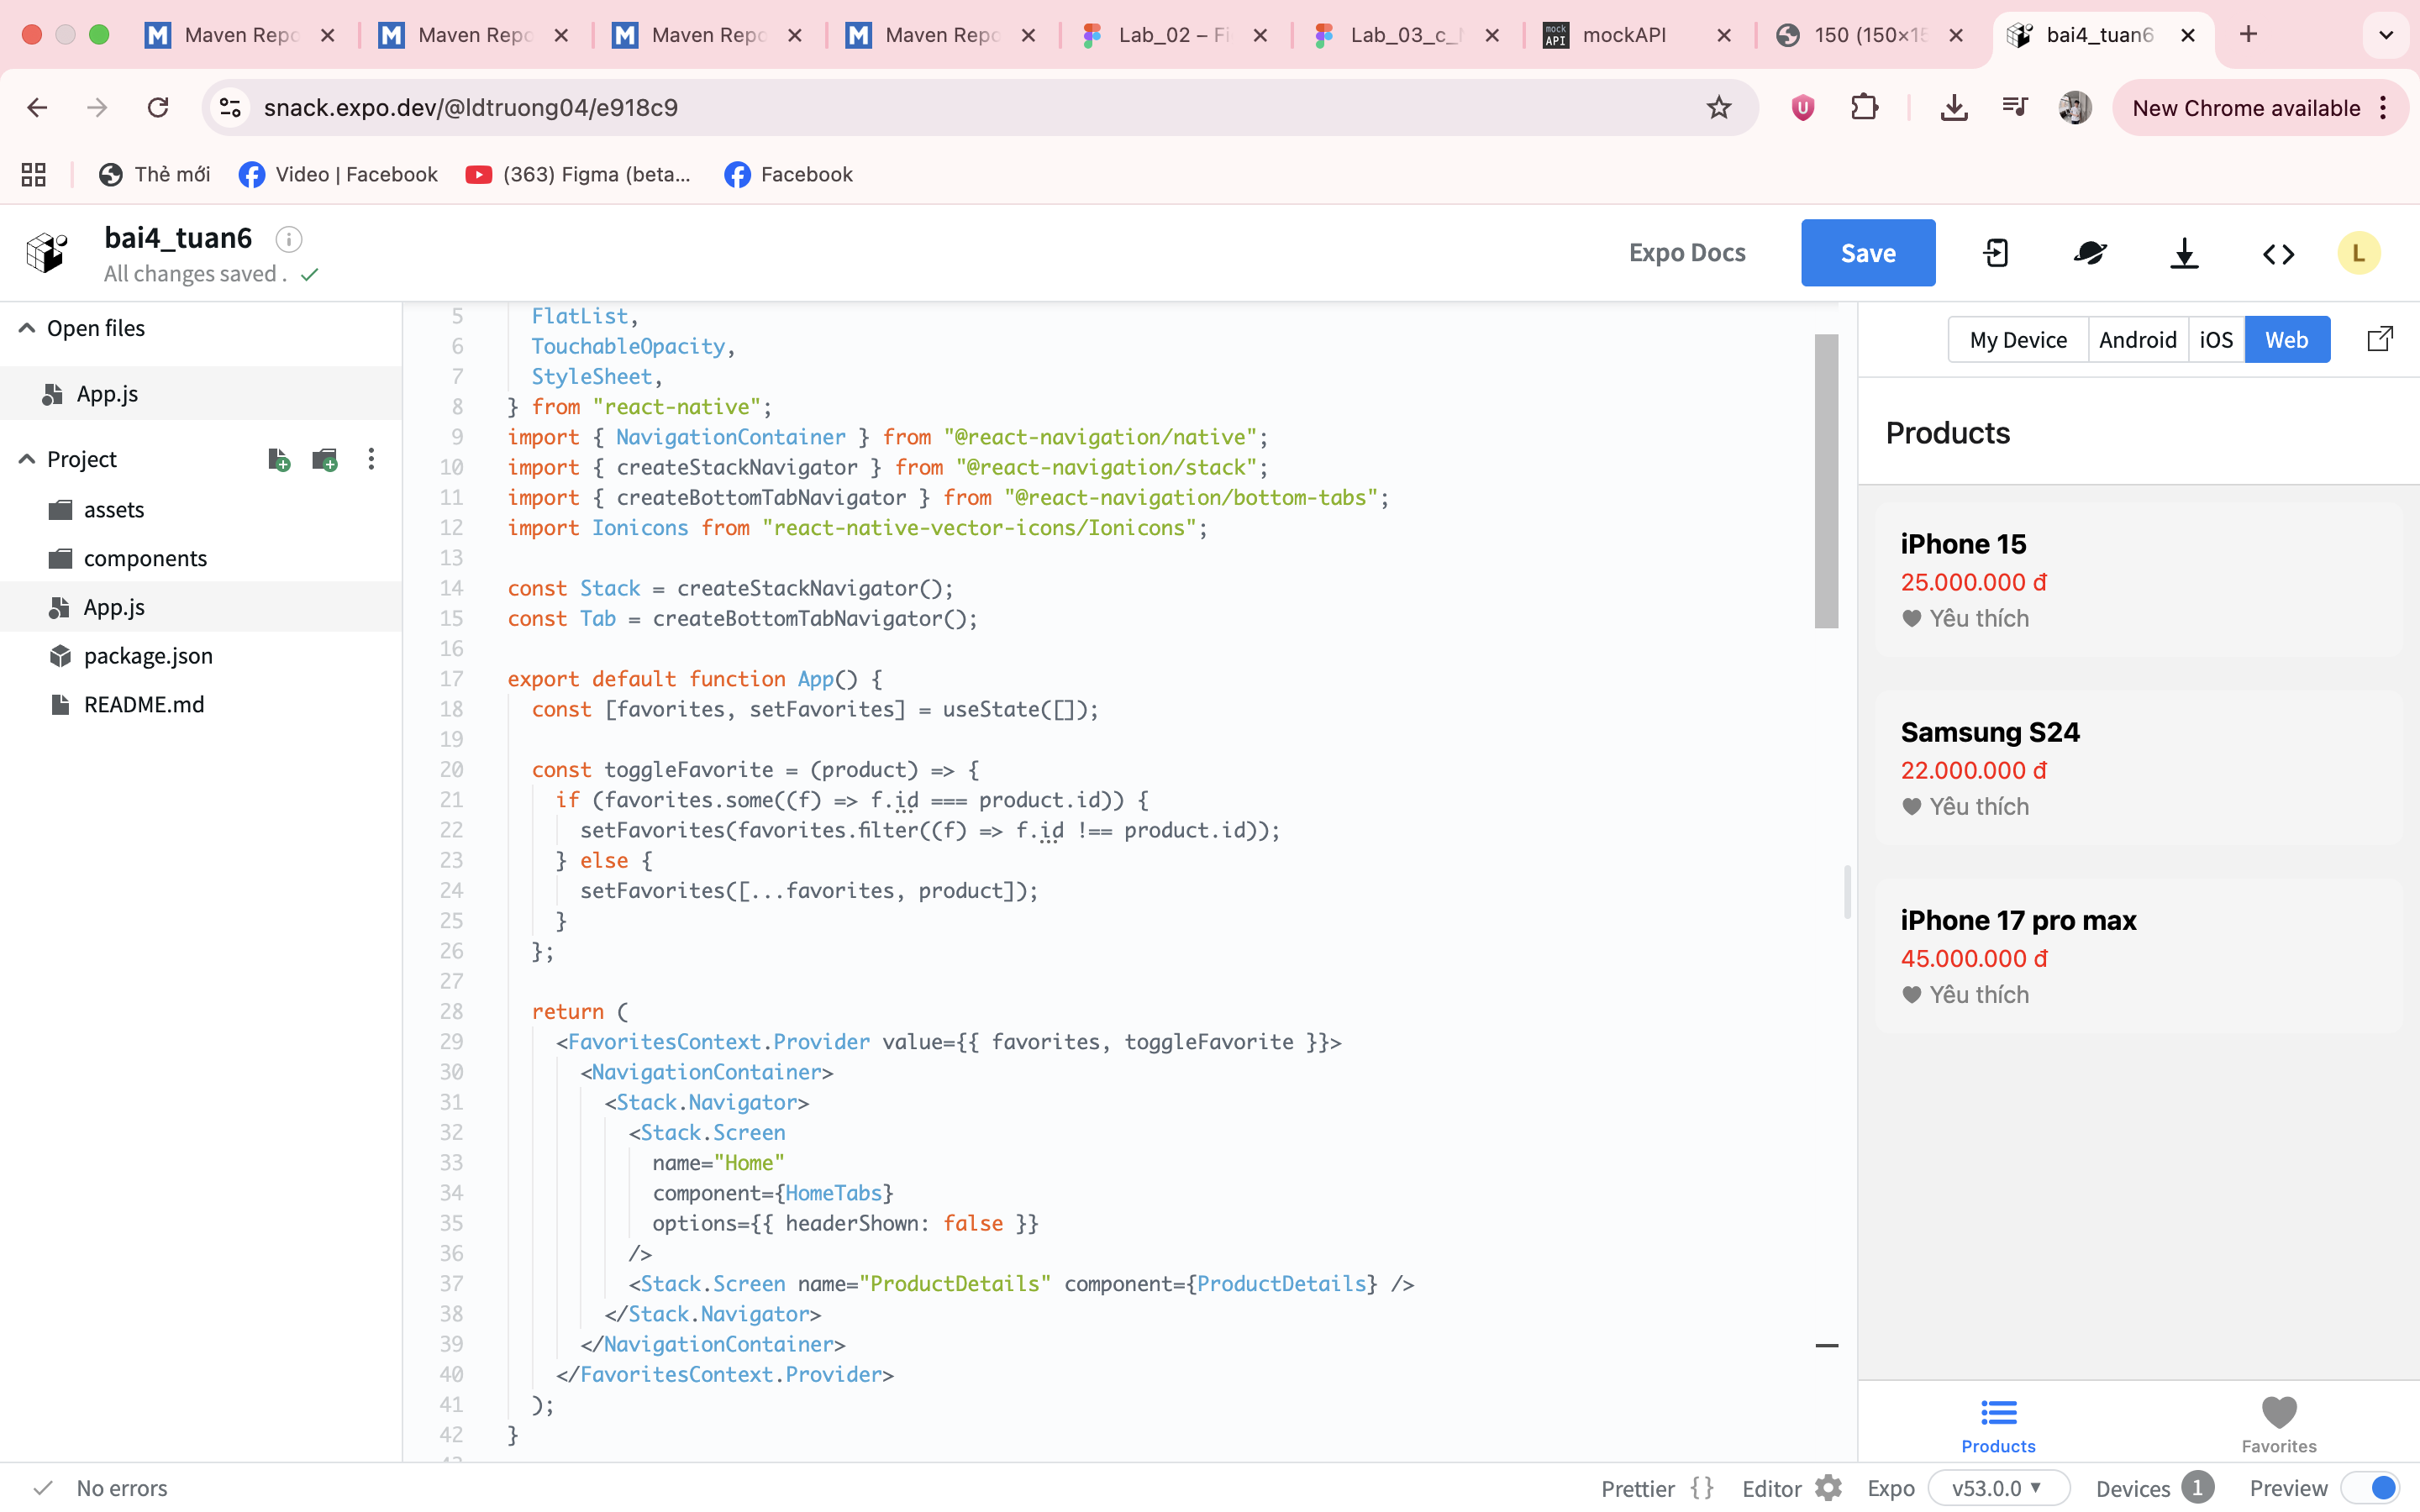 Maven Repo
Maven Repo
Maven Repo
Maven Repo
Lab_02 – Fi
Lab_03_c_
mockAPI
150 (150×15
bai4_tuan6
snack.expo.dev/@ldtruong04/e918c9
New Chrome available
Thẻ mới
Video | Facebook
(363) Figma (beta...
Facebook
bai4_tuan6
All changes saved .
Expo Docs
Save
L
Open files
App.js
Project
assets
components
App.js
package.json
README.md
5 FlatList,
6 TouchableOpacity,
7 StyleSheet,
8 } from "react-native";
9 import { NavigationContainer } from "@react-navigation/native";
10 import { createStackNavigator } from "@react-navigation/stack";
11 import { createBottomTabNavigator } from "@react-navigation/bottom-tabs";
12 import Ionicons from "react-native-vector-icons/Ionicons";
13
14 const Stack = createStackNavigator();
15 const Tab = createBottomTabNavigator();
16
17 export default function App() {
18 const [favorites, setFavorites] = useState([]);
19
20 const toggleFavorite = (product) => {
21 if (favorites.some((f) => f.id === product.id)) {
22 setFavorites(favorites.filter((f) => f.id !== product.id));
23 } else {
24 setFavorites([...favorites, product]);
25 }
26 };
27
28 return (
29 <FavoritesContext.Provider value={{ favorites, toggleFavorite }}>
30 <NavigationContainer>
31 <Stack.Navigator>
32 <Stack.Screen
33 name="Home"
34 component={HomeTabs}
35 options={{ headerShown: false }}
36 />
37 <Stack.Screen name="ProductDetails" component={ProductDetails} />
38 </Stack.Navigator>
39 </NavigationContainer>
40 </FavoritesContext.Provider>
41 );
42 }
My Device
Android
iOS
Web
Products
iPhone 15
25.000.000 đ
Yêu thích
Samsung S24
22.000.000 đ
Yêu thích
iPhone 17 pro max
45.000.000 đ
Yêu thích
Products
Favorites
No errors
Prettier {}
Editor
Expo
v53.0.0
Devices 1
Preview